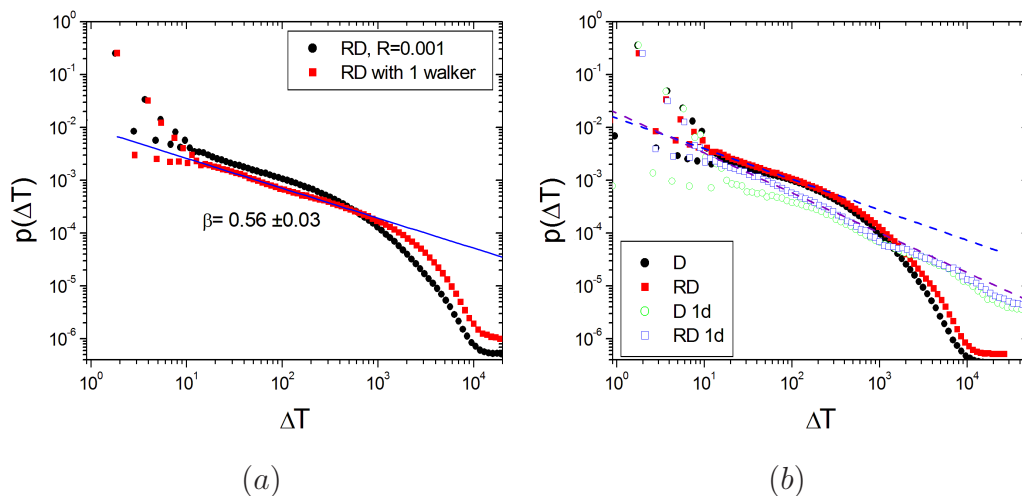 10^0
10^-1
10^-2
10^-3
10^-4
10^-5
10^-6
p(ΔT)
RD, R=0.001
RD with 1 walker
β= 0.56 ±0.03
10^0 10^1 10^2 10^3 10^4
ΔT
(a)
10^0
10^-1
10^-2
10^-3
10^-4
10^-5
10^-6
p(ΔT)
D
RD
D 1d
RD 1d
10^0 10^1 10^2 10^3 10^4
ΔT
(b)